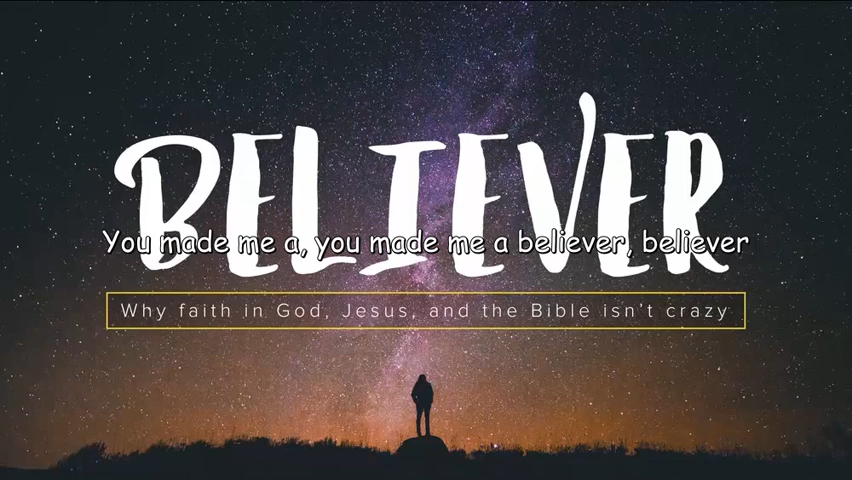 BELIEVER
You made me a, you made me a believer, believer
Why faith in God, Jesus, and the Bible isn't crazy